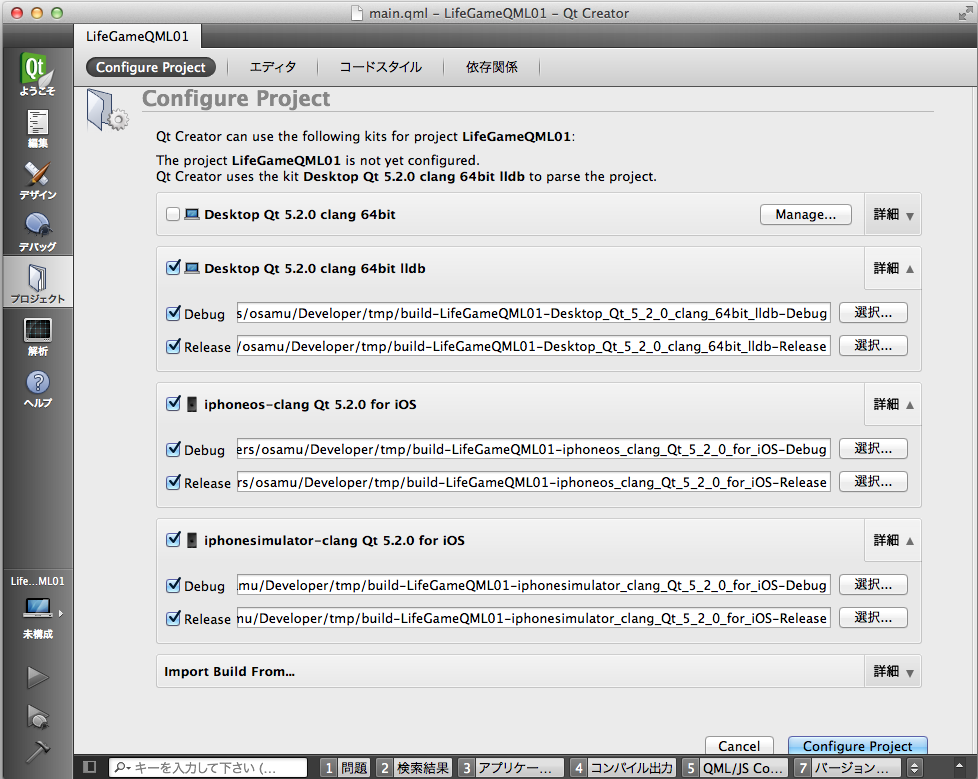 main.qml – LifeGameQML01 – Qt Creator
LifeGameQML01
Configure Project エディタ コードスタイル 依存関係
Qt
ようこそ
編集
デザイン
デバッグ
プロジェクト
解析
ヘルプ
Configure Project
Qt Creator can use the following kits for project LifeGameQML01:
The project LifeGameQML01 is not yet configured.
Qt Creator uses the kit Desktop Qt 5.2.0 clang 64bit lldb to parse the project.
Desktop Qt 5.2.0 clang 64bit Manage... 詳細
Desktop Qt 5.2.0 clang 64bit lldb 詳細
Debug s/osamu/Developer/tmp/build-LifeGameQML01-Desktop_Qt_5_2_0_clang_64bit_lldb-Debug 選択...
Release /osamu/Developer/tmp/build-LifeGameQML01-Desktop_Qt_5_2_0_clang_64bit_lldb-Release 選択...
iphoneos-clang Qt 5.2.0 for iOS 詳細
Debug ers/osamu/Developer/tmp/build-LifeGameQML01-iphoneos_clang_Qt_5_2_0_for_iOS-Debug 選択...
Release rs/osamu/Developer/tmp/build-LifeGameQML01-iphoneos_clang_Qt_5_2_0_for_iOS-Release 選択...
iphonesimulator-clang Qt 5.2.0 for iOS 詳細
Debug mu/Developer/tmp/build-LifeGameQML01-iphonesimulator_clang_Qt_5_2_0_for_iOS-Debug 選択...
Release nu/Developer/tmp/build-LifeGameQML01-iphonesimulator_clang_Qt_5_2_0_for_iOS-Release 選択...
Import Build From... 詳細
Life...ML01
未構成
Cancel Configure Project
キーを入力して下さい (... 1 問題 2 検索結果 3 アプリケー... 4 コンパイル出力 5 QML/JS Co... 7 バージョン...